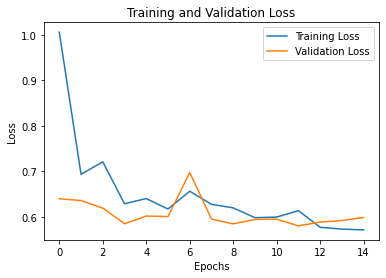 Training and Validation Loss
Training Loss
Validation Loss
1.0
0.9
0.8
0.7
0.6
Loss
0 2 4 6 8 10 12 14
Epochs